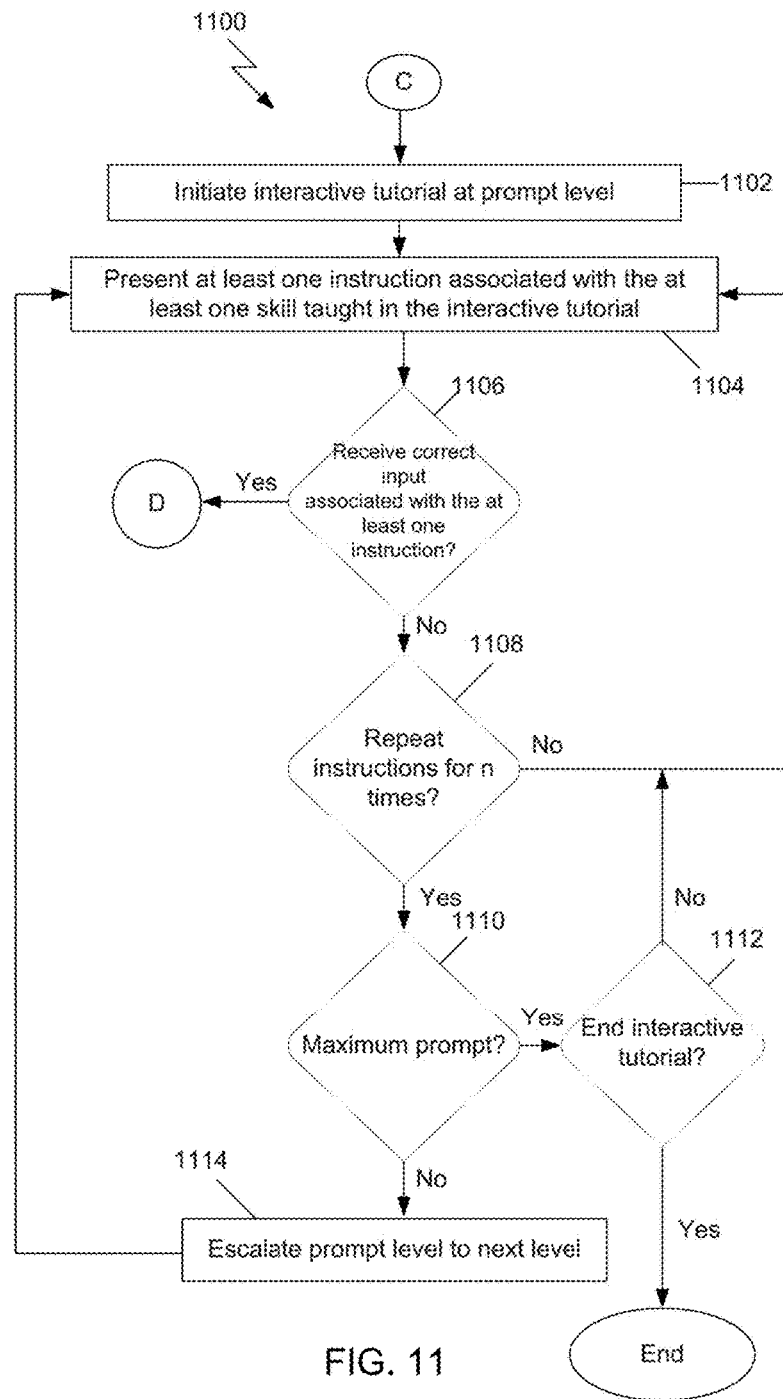 1100
C
Initiate interactive tutorial at prompt level
1102
Present at least one instruction associated with the at
least one skill taught in the interactive tutorial
1104
1106
Receive correct
input
associated with the at
least one
instruction?
Yes
D
No
1108
Repeat
instructions for n
times?
No
Yes
No
1110
1112
Maximum prompt?
Yes
End interactive
tutorial?
1114
No
Yes
Escalate prompt level to next level
End
FIG. 11